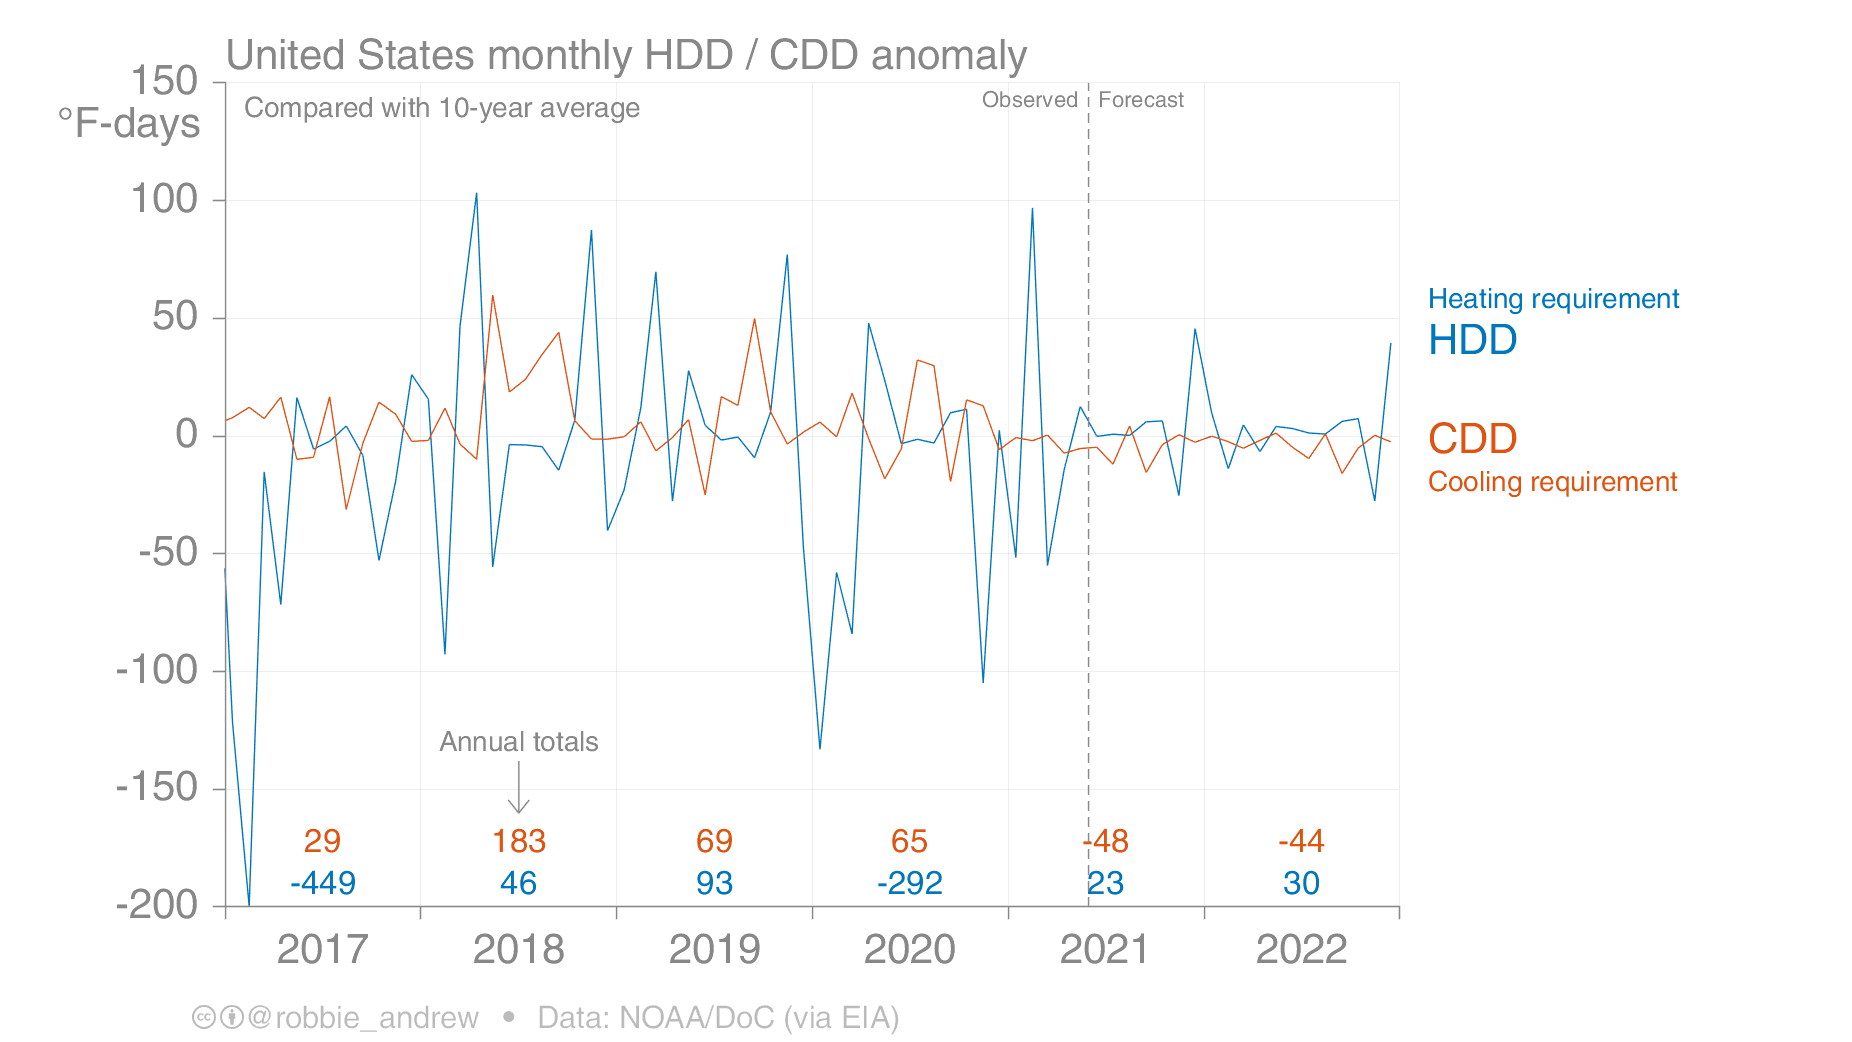 United States monthly HDD / CDD anomaly
150
°F-days
Compared with 10-year average
Observed
Forecast
100
50
0
-50
-100
-150
-200
Heating requirement
HDD
CDD
Cooling requirement
Annual totals
29 183 69 65 -48 -44
-449 46 93 -292 23 30
2017 2018 2019 2020 2021 2022
cc @robbie_andrew • Data: NOAA/DoC (via EIA)